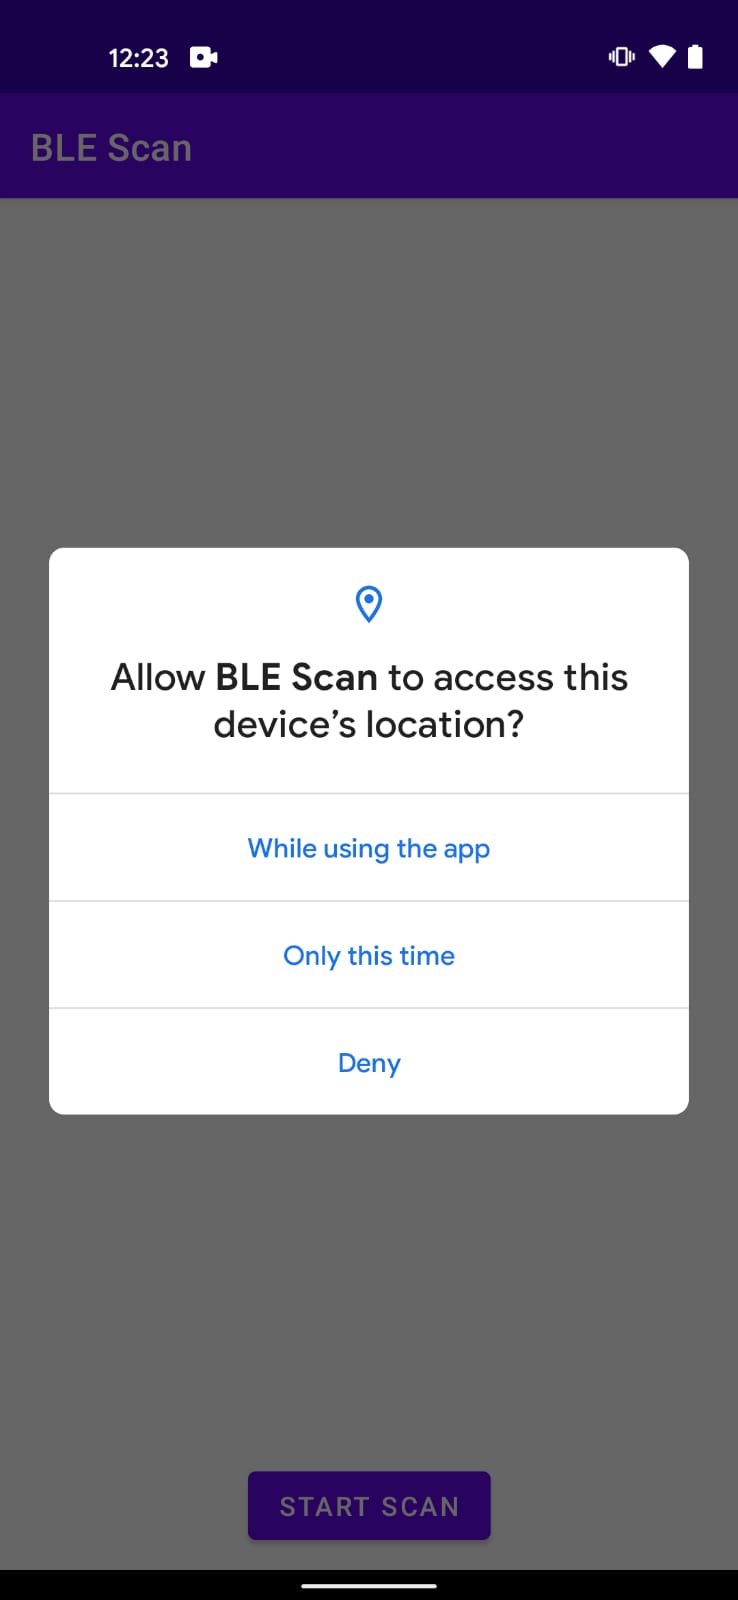 12:23
BLE Scan
Allow BLE Scan to access this
device’s location?
While using the app
Only this time
Deny
START SCAN